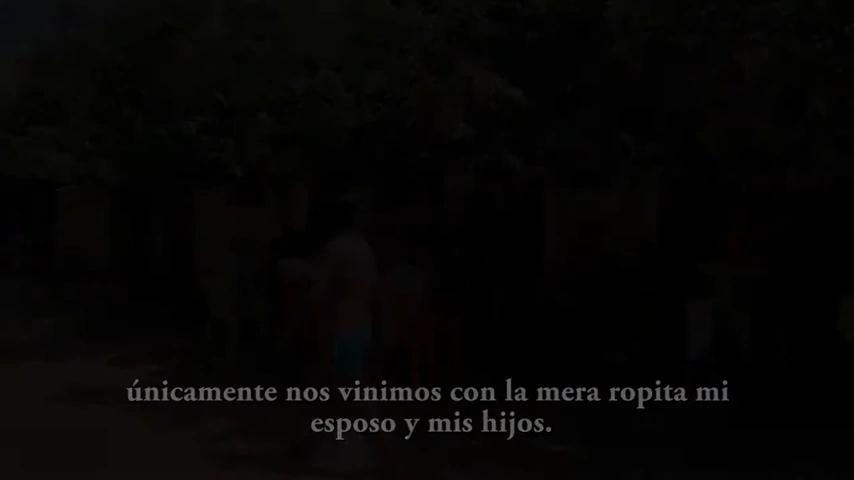 únicamente nos vinimos con la mera ropita mi
esposo y mis hijos.